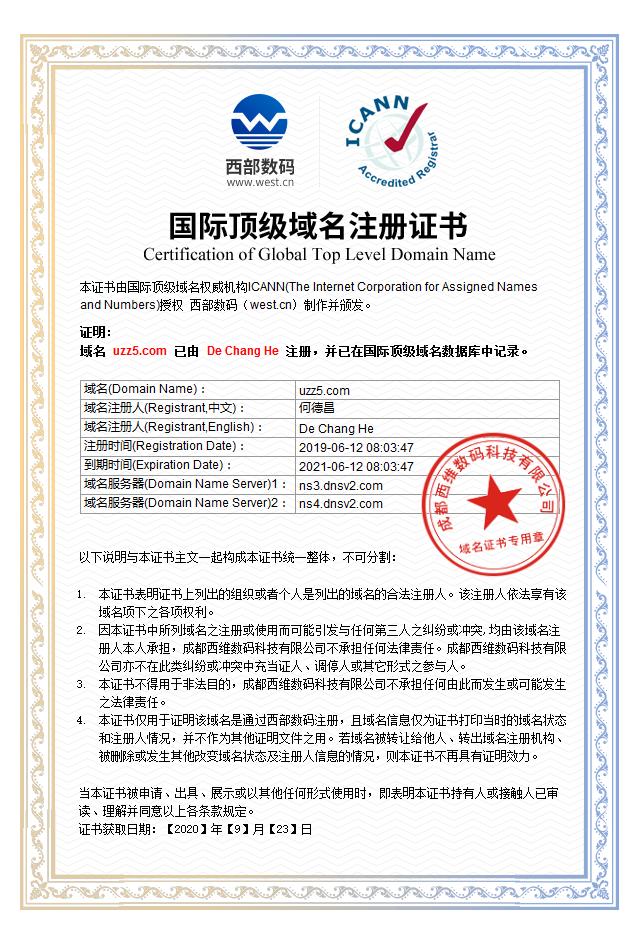 西部数码
www.west.cn
ICANN
Accredited Registrar
国际顶级域名注册证书
Certification of Global Top Level Domain Name
本证书由国际顶级域名权威机构ICANN(The Internet Corporation for Assigned Names
and Numbers)授权 西部数码（west.cn）制作并颁发。
证明:
域名 uzz5.com 已由 De Chang He 注册，并已在国际顶级域名数据库中记录。
域名(Domain Name)： uzz5.com
域名注册人(Registrant,中文)： 何德昌
域名注册人(Registrant,English)： De Chang He
注册时间(Registration Date)： 2019-06-12 08:03:47
到期时间(Expiration Date)： 2021-06-12 08:03:47
域名服务器(Domain Name Server)1： ns3.dnsv2.com
域名服务器(Domain Name Server)2： ns4.dnsv2.com
成都西维数码科技有限公司
域名证书专用章
以下说明与本证书主文一起构成本证书统一整体，不可分割：
1. 本证书表明证书上列出的组织或者个人是列出的域名的合法注册人。该注册人依法享有该
域名项下之各项权利。
2. 因本证书中所列域名之注册或使用而可能引发与任何第三人之纠纷或冲突, 均由该域名注
册人本人承担，成都西维数码科技有限公司不承担任何法律责任。成都西维数码科技有限
公司亦不在此类纠纷或冲突中充当证人、调停人或其它形式之参与人。
3. 本证书不得用于非法目的，成都西维数码科技有限公司不承担任何由此而发生或可能发生
之法律责任。
4. 本证书仅用于证明该域名是通过西部数码注册，且域名信息仅为证书打印当时的域名状态
和注册人情况，并不作为其他证明文件之用。若域名被转让给他人、转出域名注册机构、
被删除或发生其他改变域名状态及注册人信息的情况，则本证书不再具有证明效力。
当本证书被申请、出具、展示或以其他任何形式使用时，即表明本证书持有人或接触人已审
读、理解并同意以上各条款规定。
证书获取日期：【2020】年【9】月【23】日